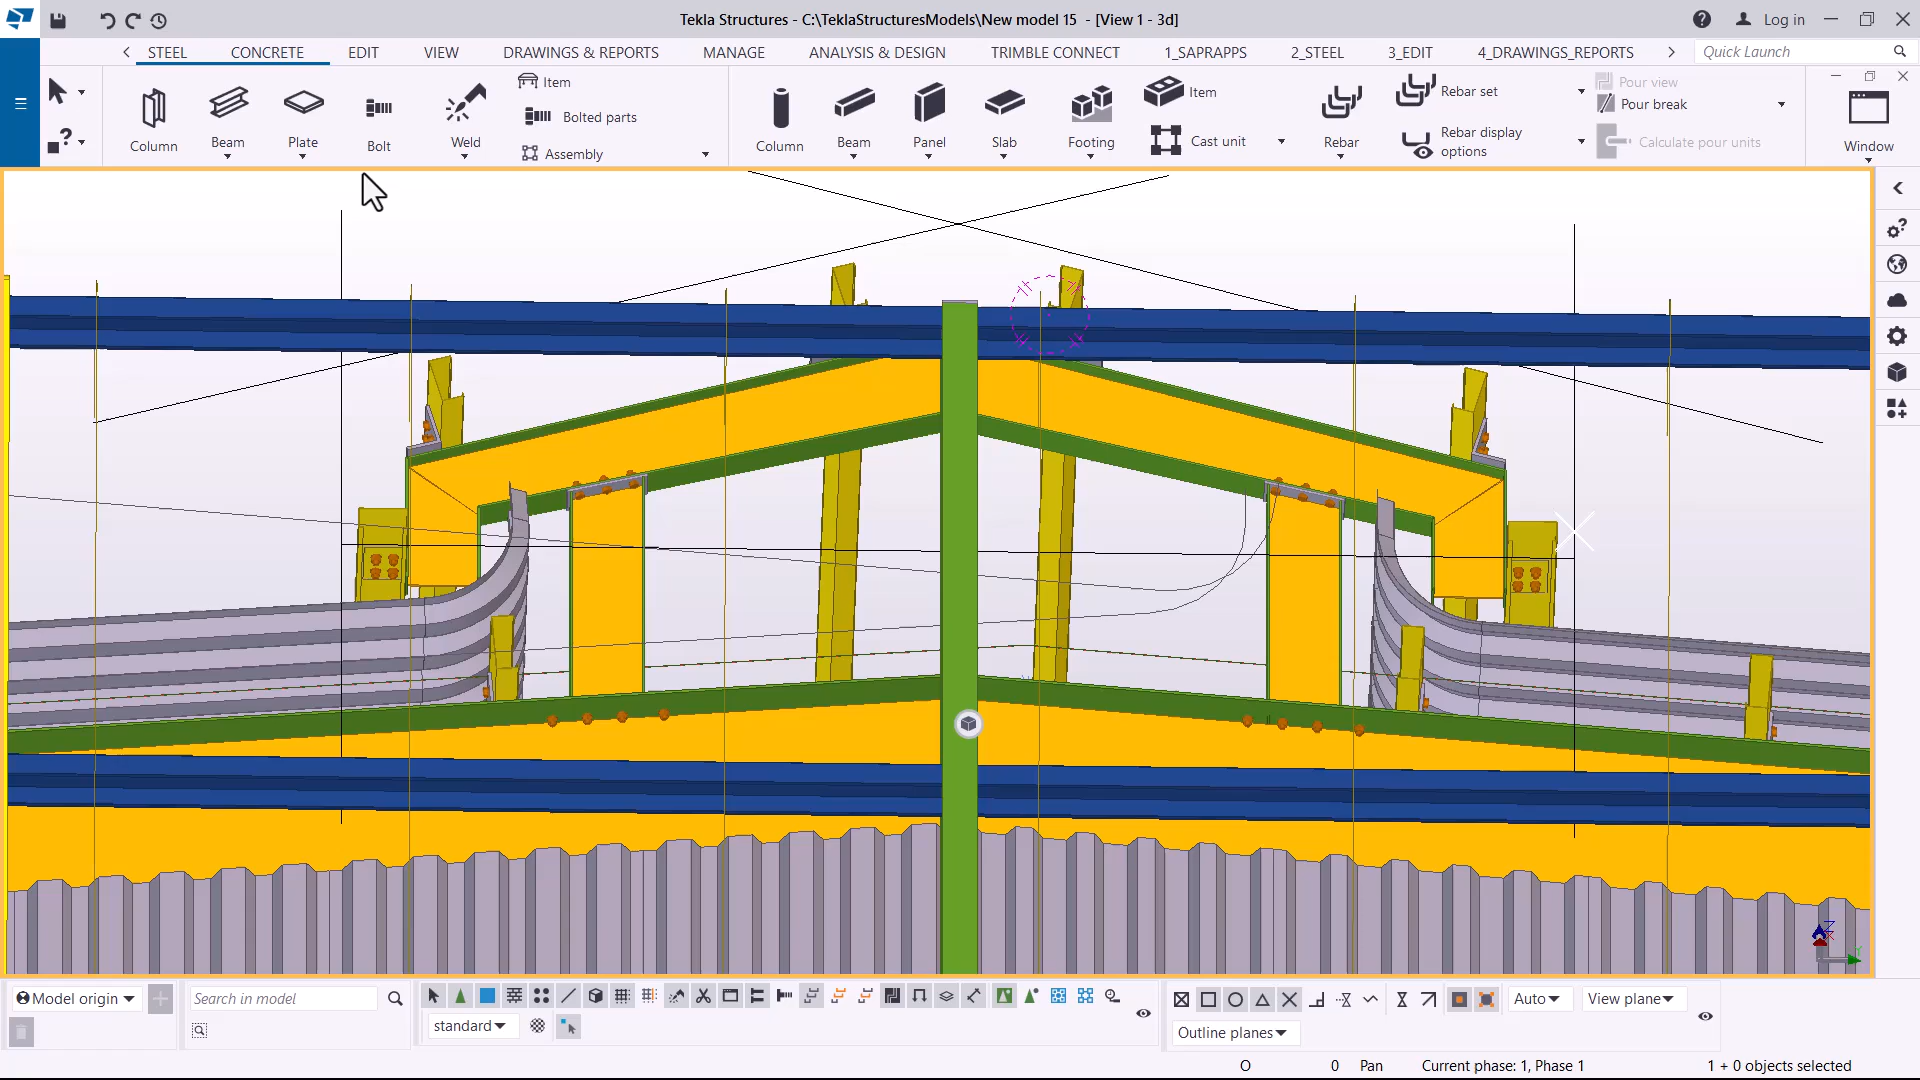 Tekla Structures - C:\TeklaStructuresModels\New model 15 - [View 1 - 3d]
Log in
STEEL
CONCRETE
EDIT
VIEW
DRAWINGS & REPORTS
MANAGE
ANALYSIS & DESIGN
TRIMBLE CONNECT
1_SAPRAPPS
2_STEEL
3_EDIT
4_DRAWINGS_REPORTS
Quick Launch
Column
Beam
Plate
Bolt
Weld
Item
Bolted parts
Assembly
Column
Beam
Panel
Slab
Footing
Item
Cast unit
Rebar
Rebar set
Rebar display
options
Pour view
Pour break
Calculate pour units
Window
Model origin
Search in model
standard
Auto
View plane
Outline planes
O
0
Pan
Current phase: 1, Phase 1
1 + 0 objects selected